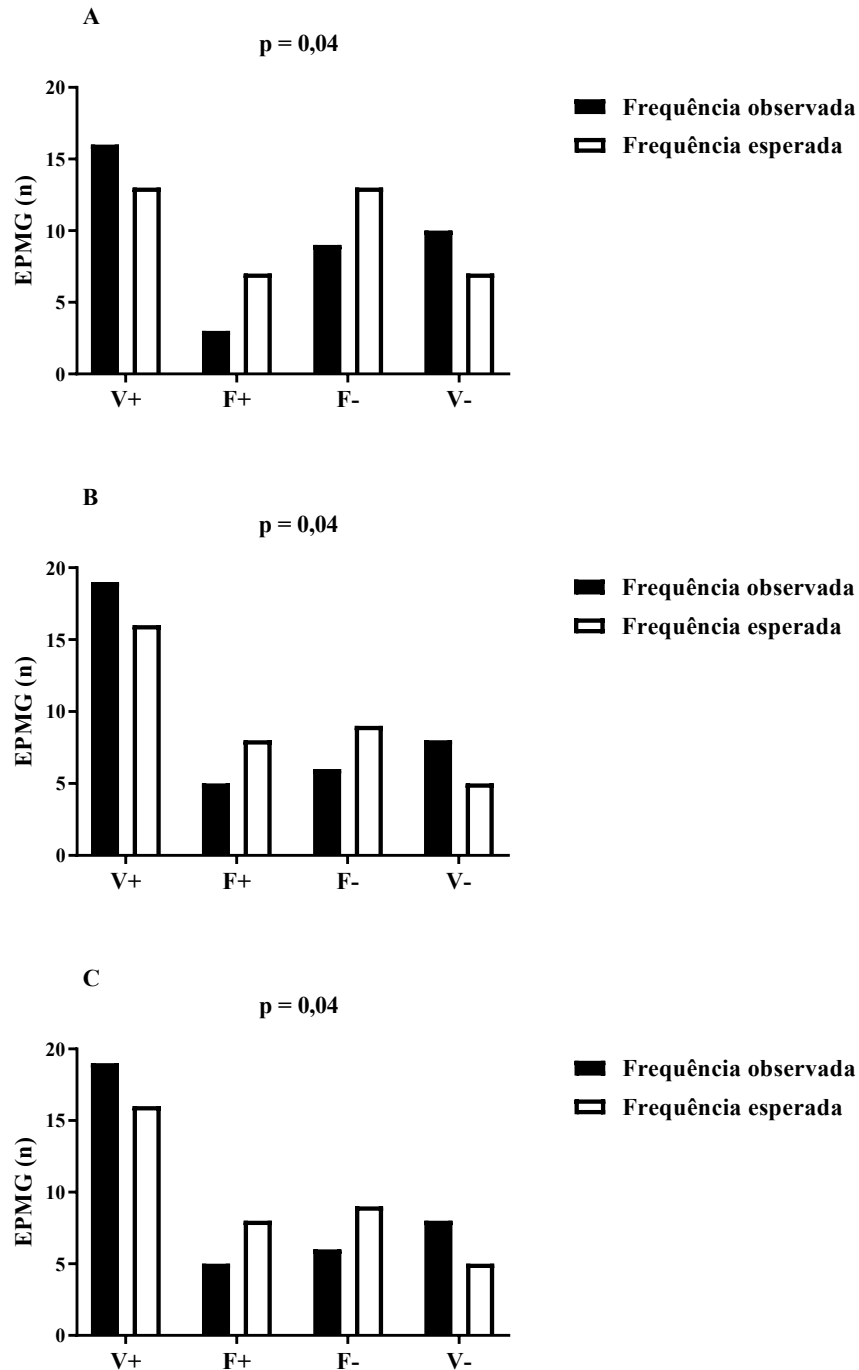 A
p = 0,04
20
15
10
5
0
EPMG (n)
V+ F+ F- V-
Frequência observada
Frequência esperada
B
p = 0,04
20
15
10
5
0
EPMG (n)
V+ F+ F- V-
Frequência observada
Frequência esperada
C
p = 0,04
20
15
10
5
0
EPMG (n)
V+ F+ F- V-
Frequência observada
Frequência esperada